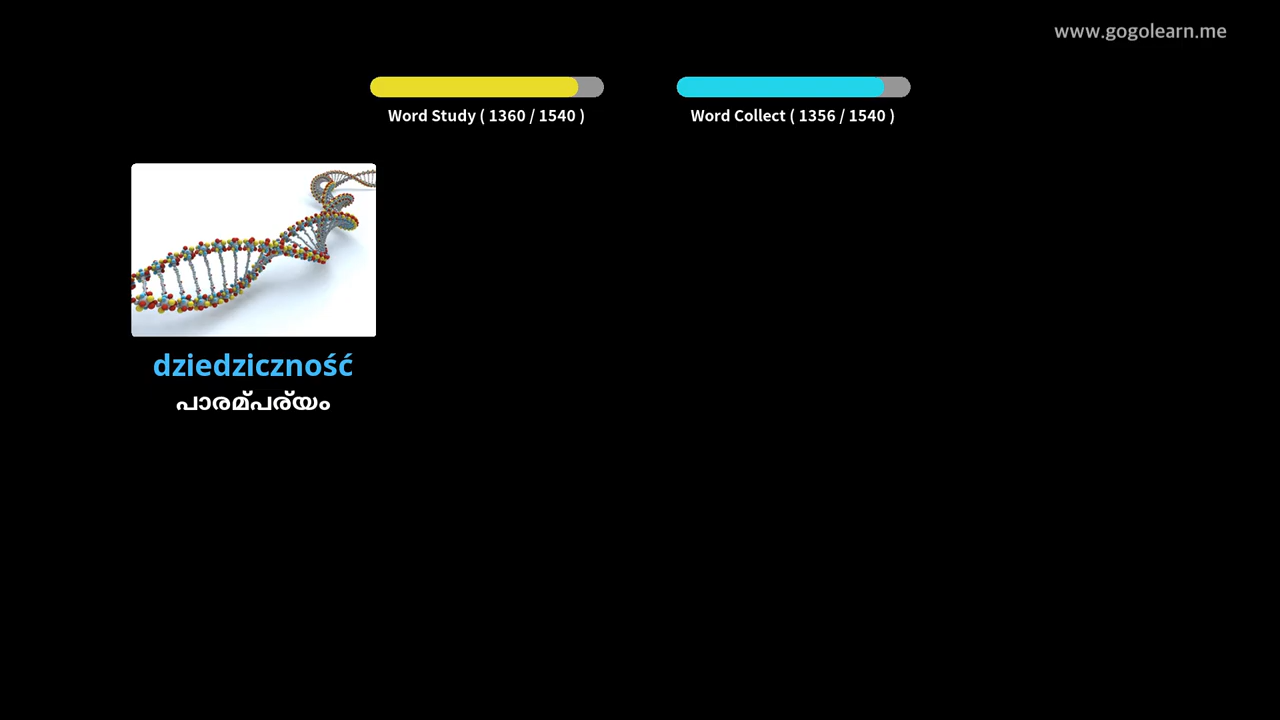 www.gogolearn.me
Word Study ( 1360 / 1540 )
Word Collect ( 1356 / 1540 )
dziedziczność
പാരമ്പര്യം